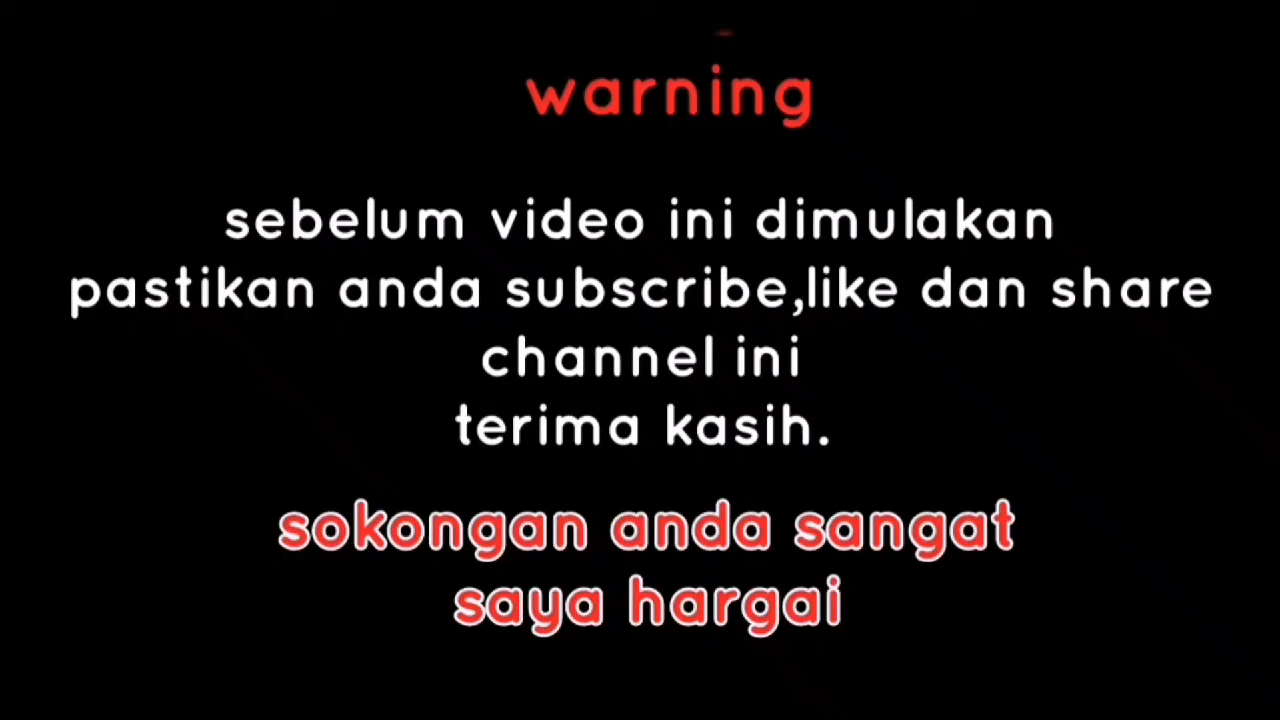 warning
sebelum video ini dimulakan
pastikan anda subscribe,like dan share
channel ini
terima kasih.
sokongan anda sangat
saya hargai